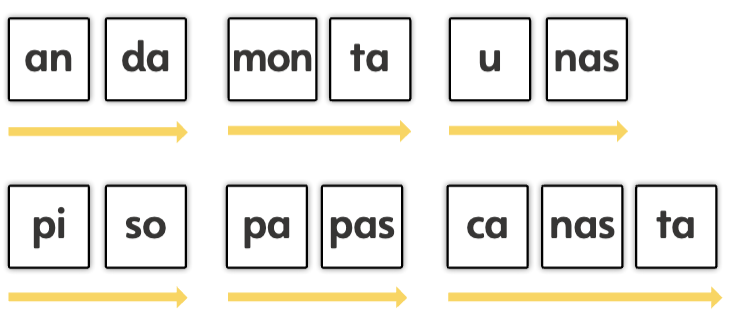 an da mon ta u nas
pi so pa pas ca nas ta